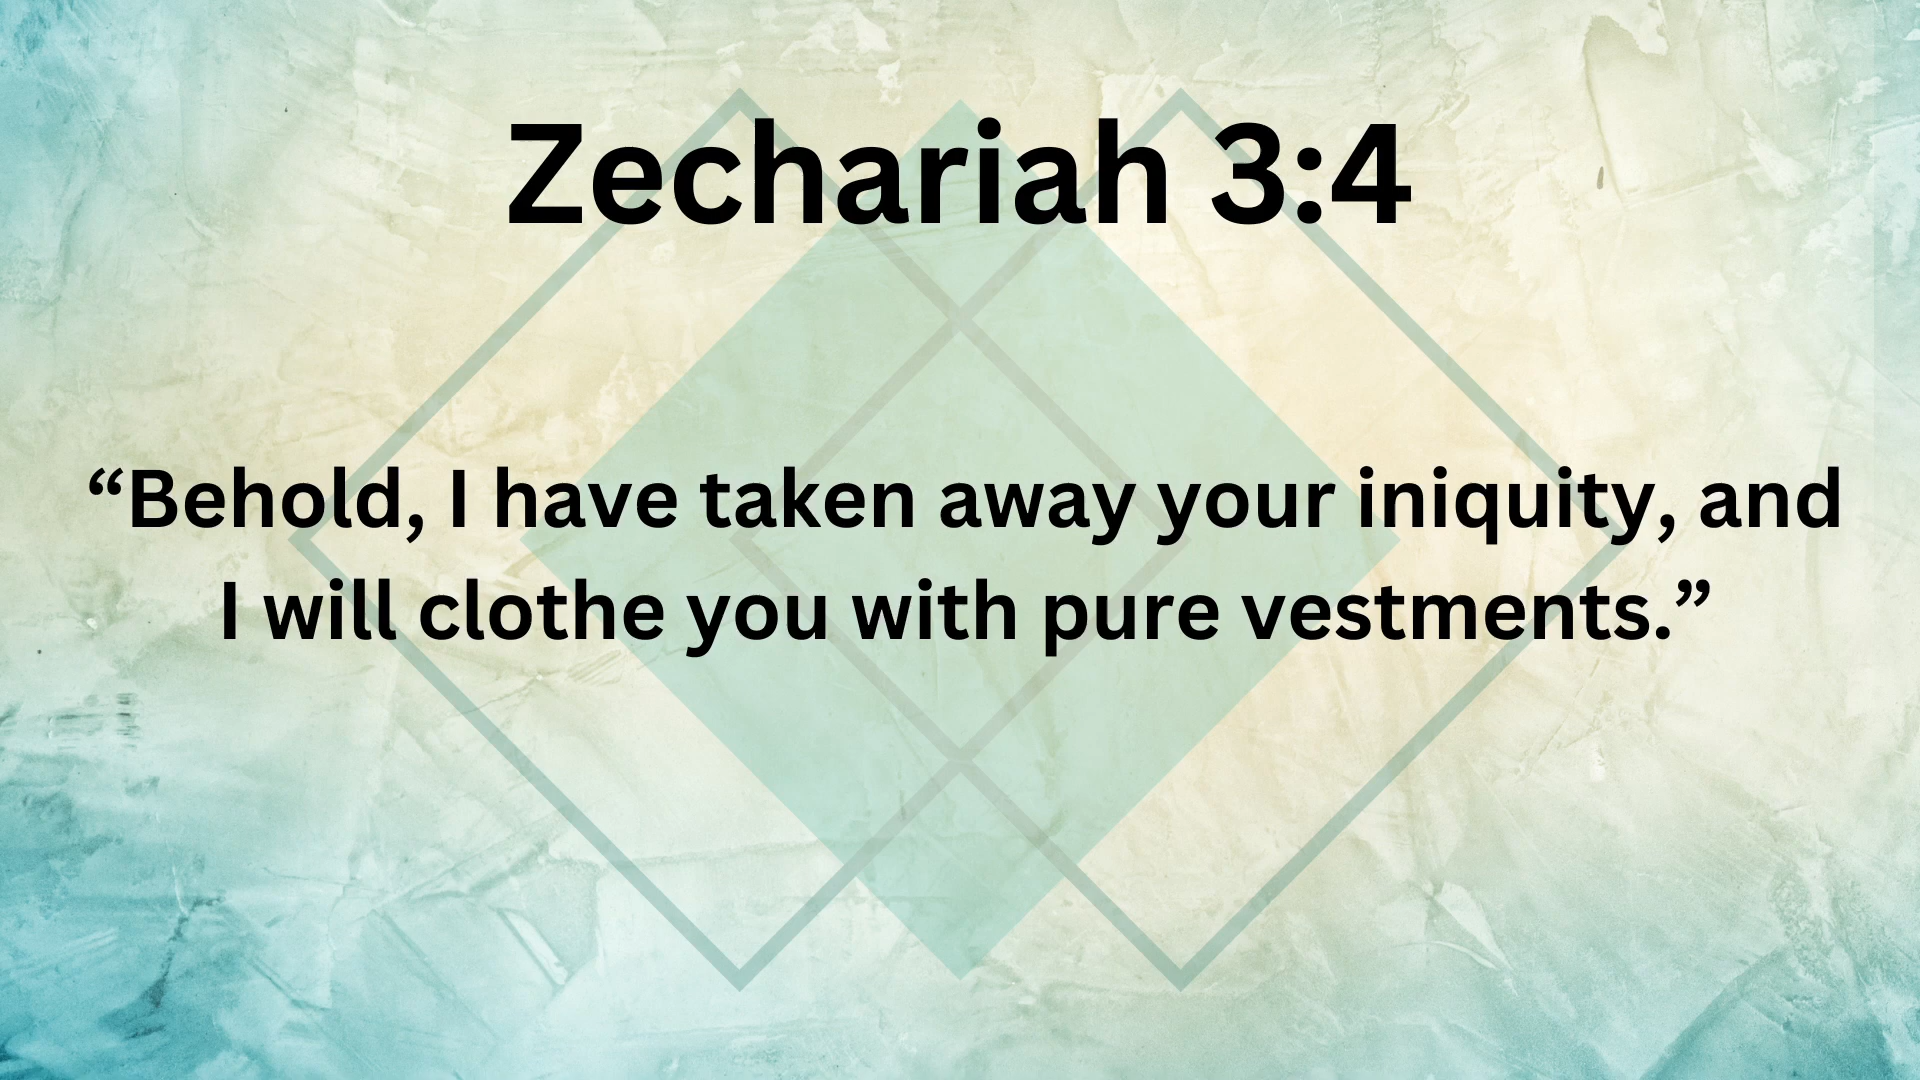 Zechariah 3:4
“Behold, I have taken away your iniquity, and
I will clothe you with pure vestments.”